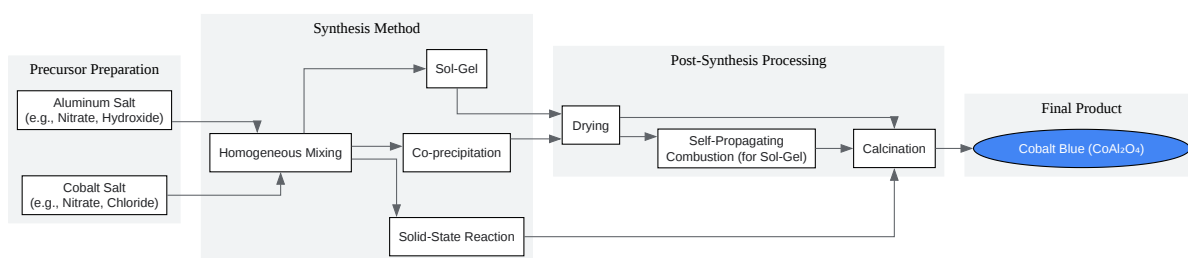 Precursor Preparation
Aluminum Salt
(e.g., Nitrate, Hydroxide)
Cobalt Salt
(e.g., Nitrate, Chloride)
Synthesis Method
Homogeneous Mixing
Sol-Gel
Co-precipitation
Solid-State Reaction
Post-Synthesis Processing
Drying
Self-Propagating
Combustion (for Sol-Gel)
Calcination
Final Product
Cobalt Blue (CoAl₂O₄)